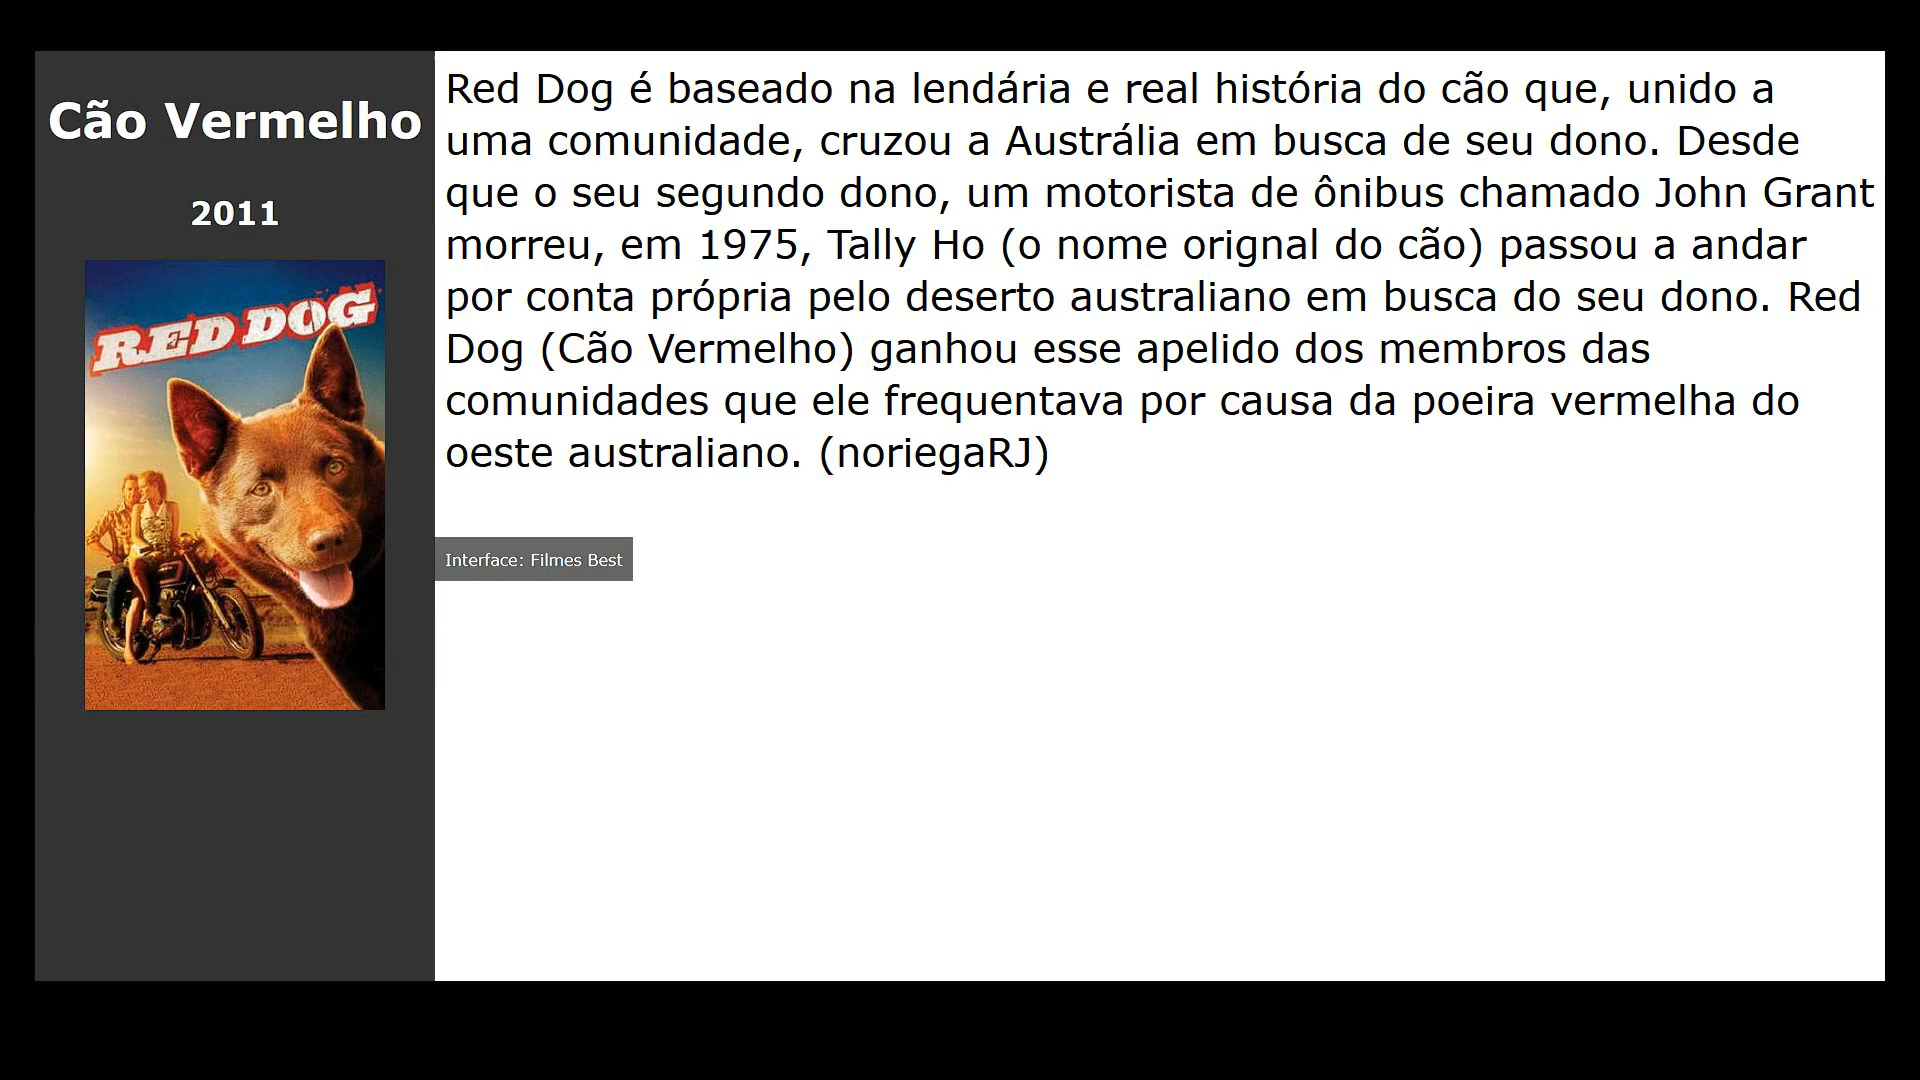 Cão Vermelho
2011
RED DOG
Red Dog é baseado na lendária e real história do cão que, unido a
uma comunidade, cruzou a Austrália em busca de seu dono. Desde
que o seu segundo dono, um motorista de ônibus chamado John Grant
morreu, em 1975, Tally Ho (o nome orignal do cão) passou a andar
por conta própria pelo deserto australiano em busca do seu dono. Red
Dog (Cão Vermelho) ganhou esse apelido dos membros das
comunidades que ele frequentava por causa da poeira vermelha do
oeste australiano. (noriegaRJ)
Interface: Filmes Best